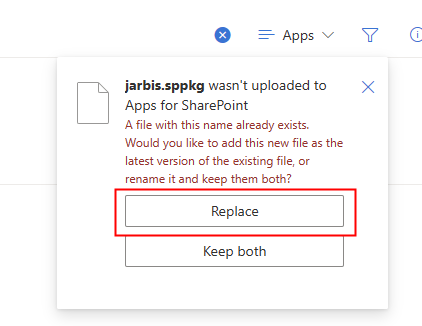 Apps
jarbis.sppkg wasn't uploaded to
Apps for SharePoint
A file with this name already exists.
Would you like to add this new file as the
latest version of the existing file, or
rename it and keep them both?
Replace
Keep both